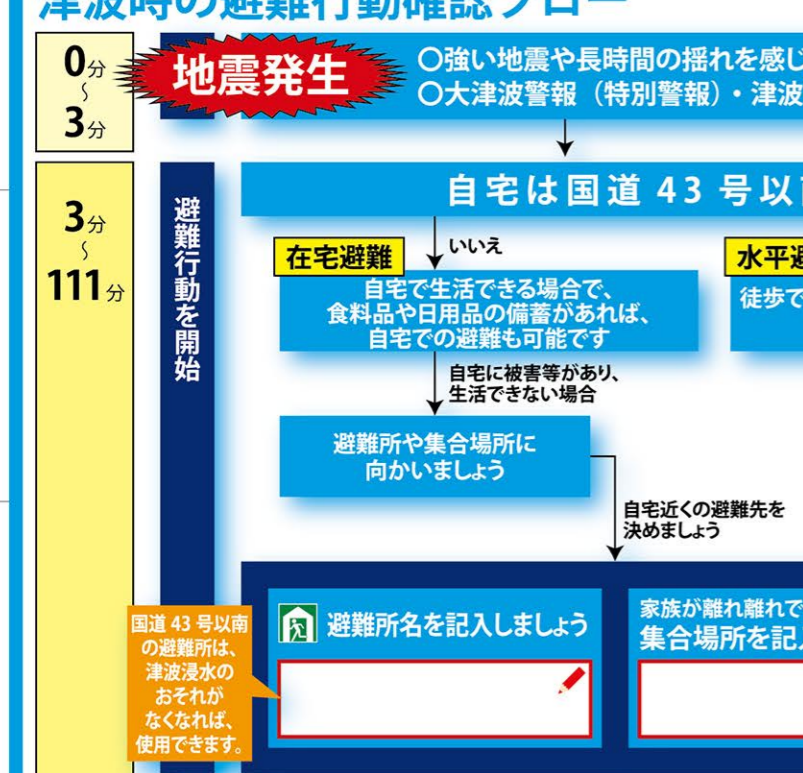 津波時の避難行動確認フロー
0分
〜
3分
地震発生
〇強い地震や長時間の揺れを感じ
〇大津波警報（特別警報）・津波
3分
〜
111分
避難行動を開始
自宅は国道 43 号以
いいえ
在宅避難
自宅で生活できる場合で、
食料品や日用品の備蓄があれば、
自宅での避難も可能です
水平避
徒歩で
自宅に被害等があり、
生活できない場合
避難所や集合場所に
向かいましょう
自宅近くの避難先を
決めましょう
国道 43 号以南
の避難所は、
津波浸水の
おそれが
なくなれば、
使用できます。
避難所名を記入しましょう
家族が離れ離れで
集合場所を記